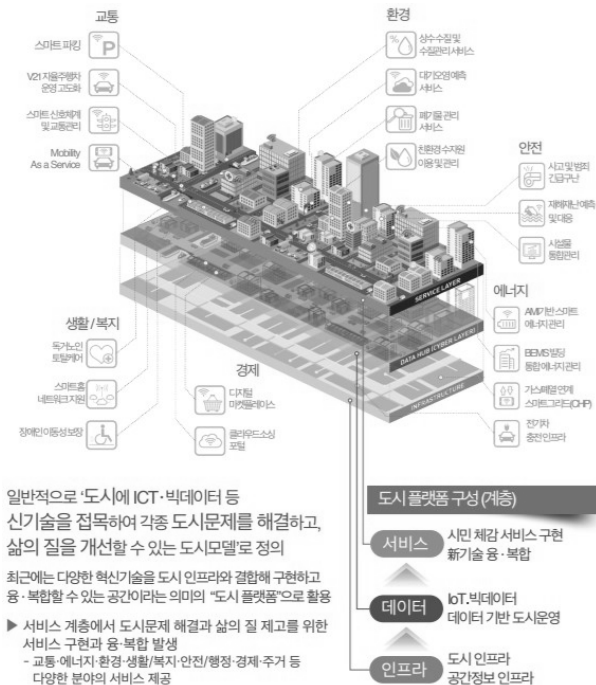 교통
스마트 파킹
V2I 자율주행차
운영 고도화
스마트 신호체계
및 교통관리
Mobility
As a Service
환경
상수 수질 및
수질관리 서비스
대기오염 예측
서비스
폐기물 관리
서비스
친환경 수자원
이용 및 관리
안전
사고 및 범죄
긴급구난
재해재난 예측
및 대응
시설물
통합관리
에너지
AMI기반 스마트
에너지 관리
BEMS 빌딩
통합 에너지 관리
가스/폐열 연계
스마트그리드(CHP)
전기차
충전 인프라
SERVICE LAYER
DATA HUB (CYBER LAYER)
INFRASTRUCTURE
생활 / 복지
독거노인
토탈케어
스마트홈
네트워크 지원
장애인 이동성 보장
경제
디지털
마켓플레이스
클라우드소싱
포털
일반적으로 ‘도시에 ICT·빅데이터 등
신기술을 접목하여 각종 도시문제를 해결하고,
삶의 질을 개선할 수 있는 도시모델’로 정의
최근에는 다양한 혁신기술을 도시 인프라와 결합해 구현하고
융·복합할 수 있는 공간이라는 의미의 “도시 플랫폼”으로 활용
▶ 서비스 계층에서 도시문제 해결과 삶의 질 제고를 위한
서비스 구현과 융·복합 발생
- 교통·에너지·환경·생활/복지·안전/행정·경제·주거 등
다양한 분야의 서비스 제공
도시 플랫폼 구성 (계층)
서비스
시민 체감 서비스 구현
新기술 융·복합
데이터
IoT.빅데이터
데이터 기반 도시운영
인프라
도시 인프라
공간정보 인프라